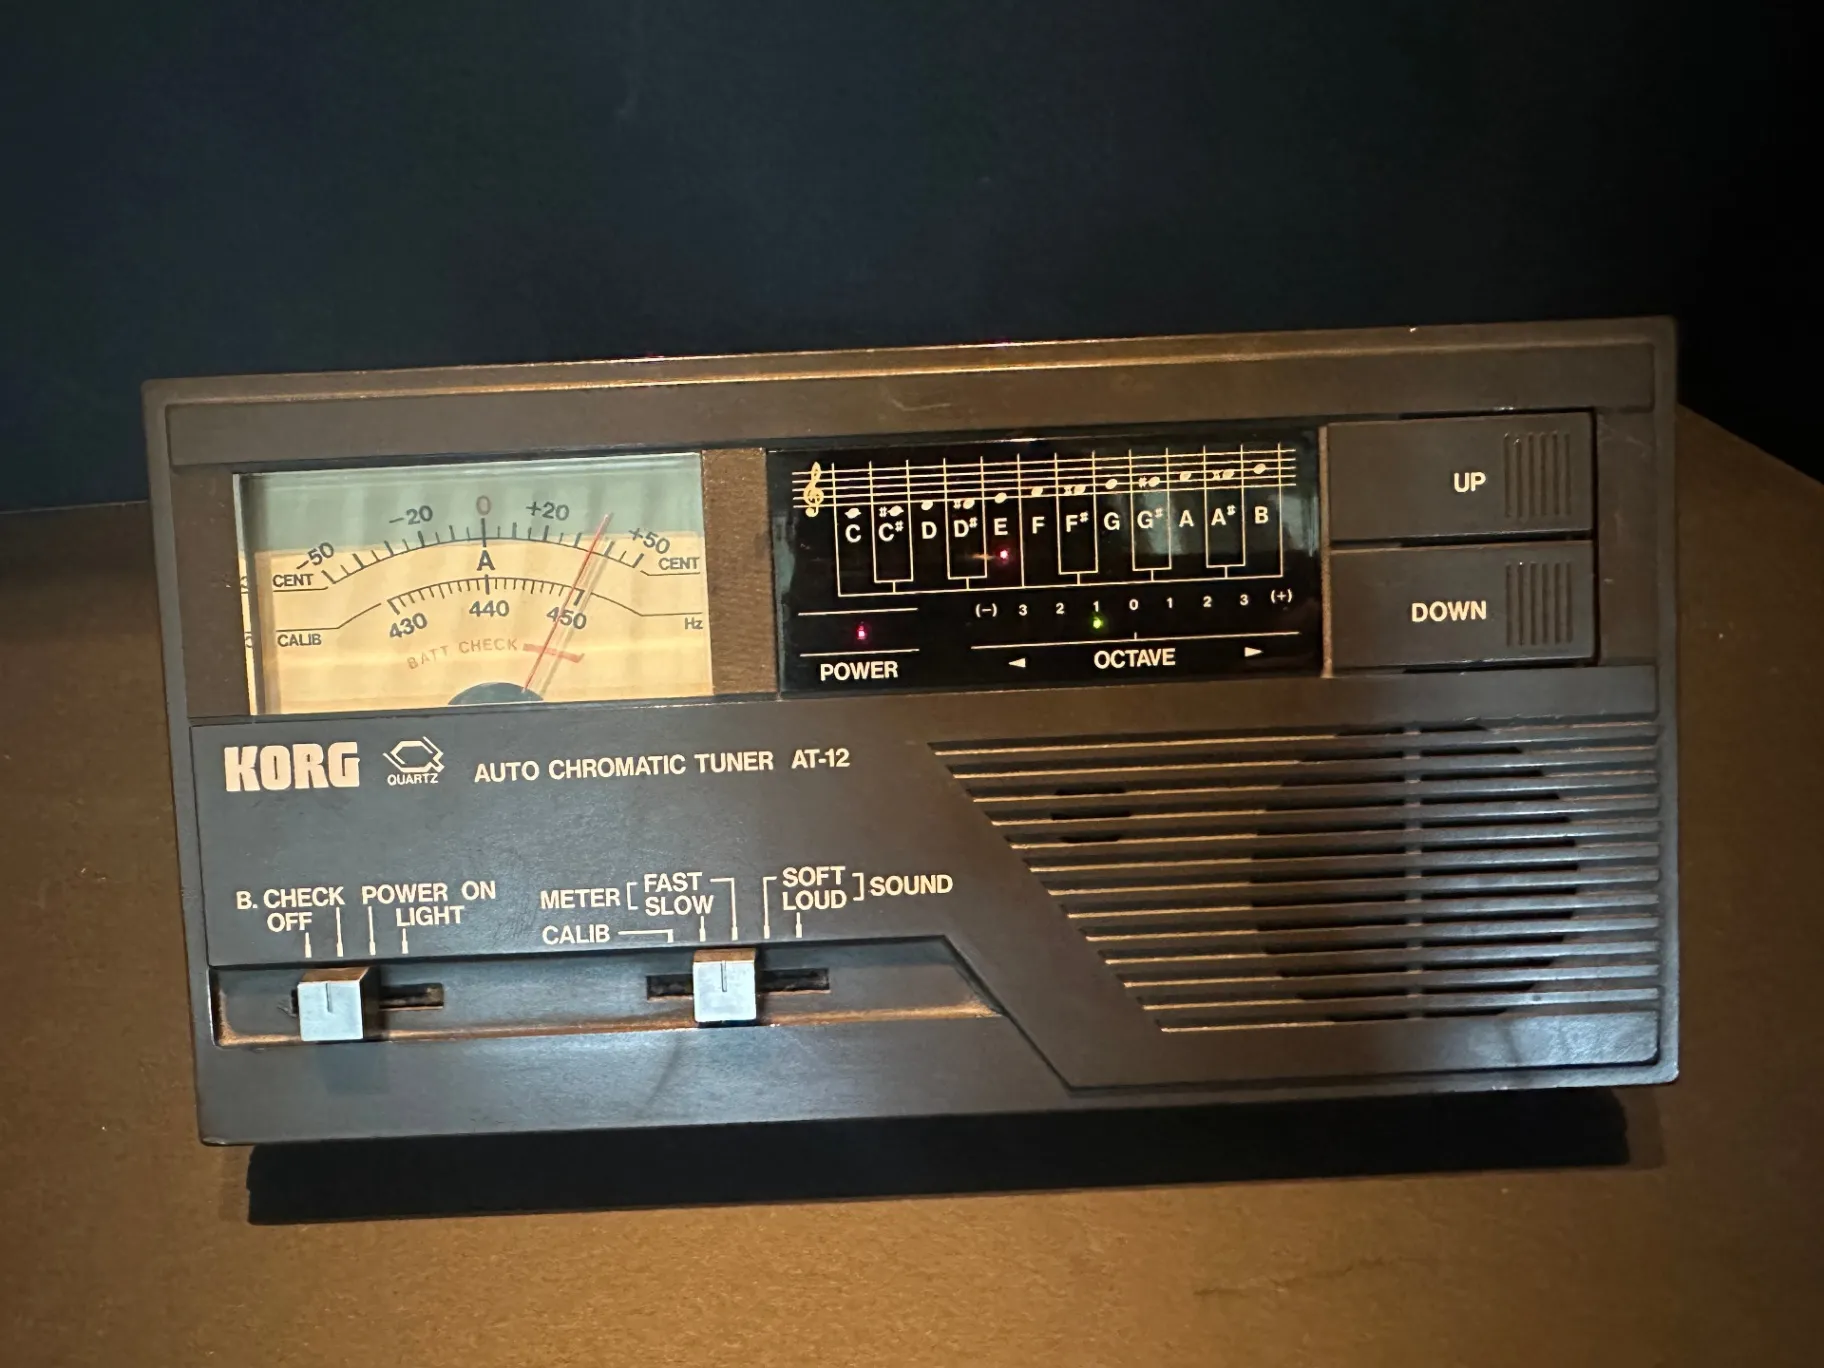 -50 -20 0 +20 +50
CENT A CENT
430 440 450 Hz
CALIB
BATT CHECK
C C# D D# E F F# G G# A A# B
(-) 3 2 1 0 1 2 3 (+)
POWER
◄ OCTAVE ►
UP
DOWN
KORG QUARTZ AUTO CHROMATIC TUNER AT-12
B. CHECK POWER ON
OFF LIGHT
METER FAST
SLOW
CALIB
SOFT
LOUD
SOUND